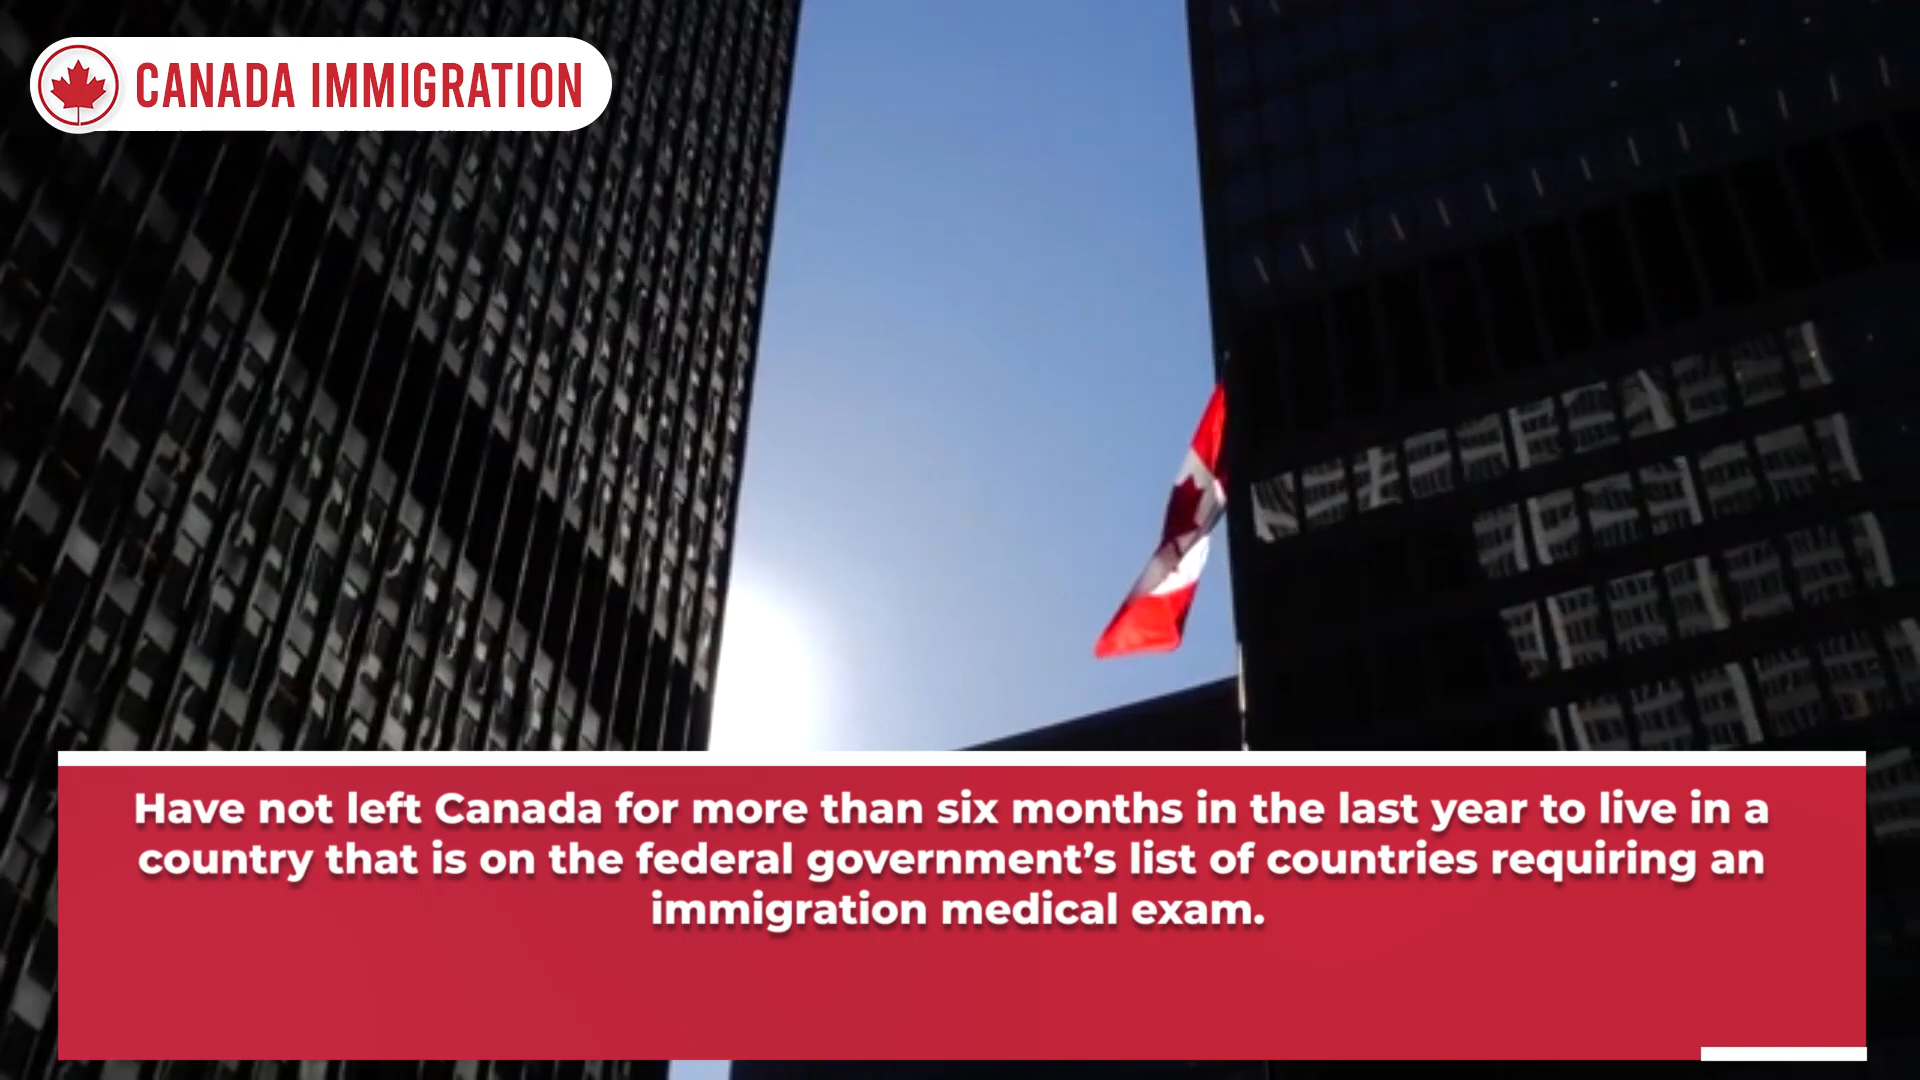 CANADA IMMIGRATION
Have not left Canada for more than six months in the last year to live in a
country that is on the federal government’s list of countries requiring an
immigration medical exam.